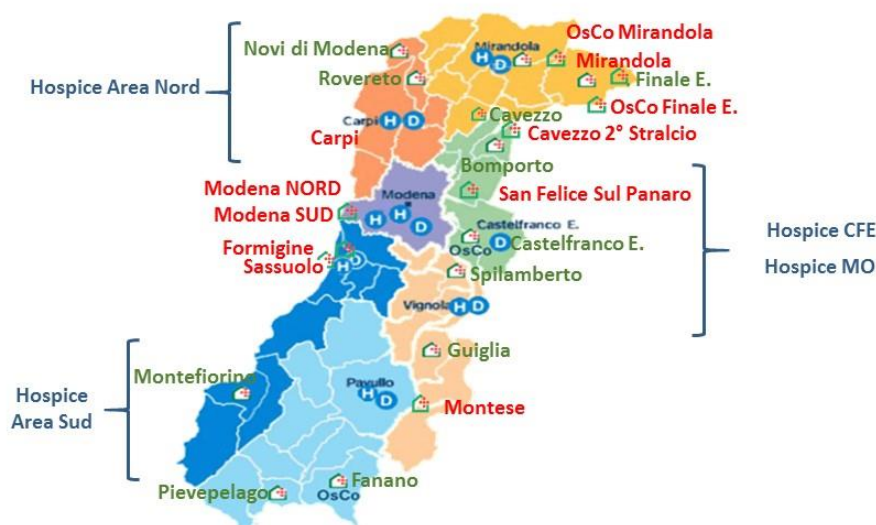 OsCo Mirandola
Novi di Modena
Mirandola
H D
Mirandola
Rovereto
Finale E.
Hospice Area Nord
OsCo Finale E.
Cavezzo
Carpi H D
Carpi
Cavezzo 2° Stralcio
Bomporto
Modena NORD
Modena
San Felice Sul Panaro
Modena SUD
H H D
Castelfranco E.
Hospice CFE
Formigine
OsCo D Castelfranco E.
Sassuolo
H D
Spilamberto
Hospice MO
Vignola H D
Guiglia
Montefiorino
Pavullo
H D
Hospice
Area Sud
Montese
Pievepelago
Fanano
OsCo